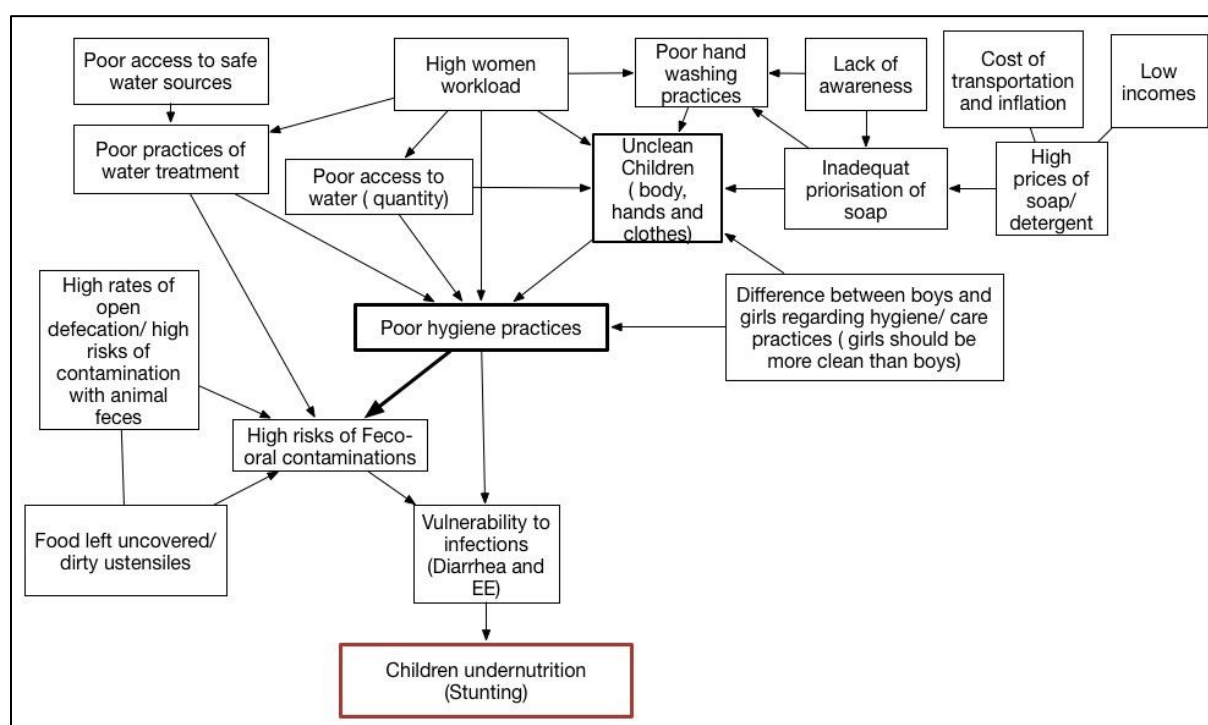 Poor access to safe
water sources
High women
workload
Poor hand
washing
practices
Lack of
awareness
Cost of
transportation
and inflation
Low
incomes
Poor practices of
water treatment
Poor access to
water ( quantity)
Unclean
Children
( body,
hands and
clothes)
Inadequat
priorisation of
soap
High
prices of
soap/
detergent
High rates of
open
defecation/ high
risks of
contamination
with animal
feces
Poor hygiene practices
Difference between boys and
girls regarding hygiene/ care
practices ( girls should be
more clean than boys)
High risks of Feco-
oral contaminations
Food left uncovered/
dirty ustensiles
Vulnerability to
infections
(Diarrhea and
EE)
Children undernutrition
(Stunting)